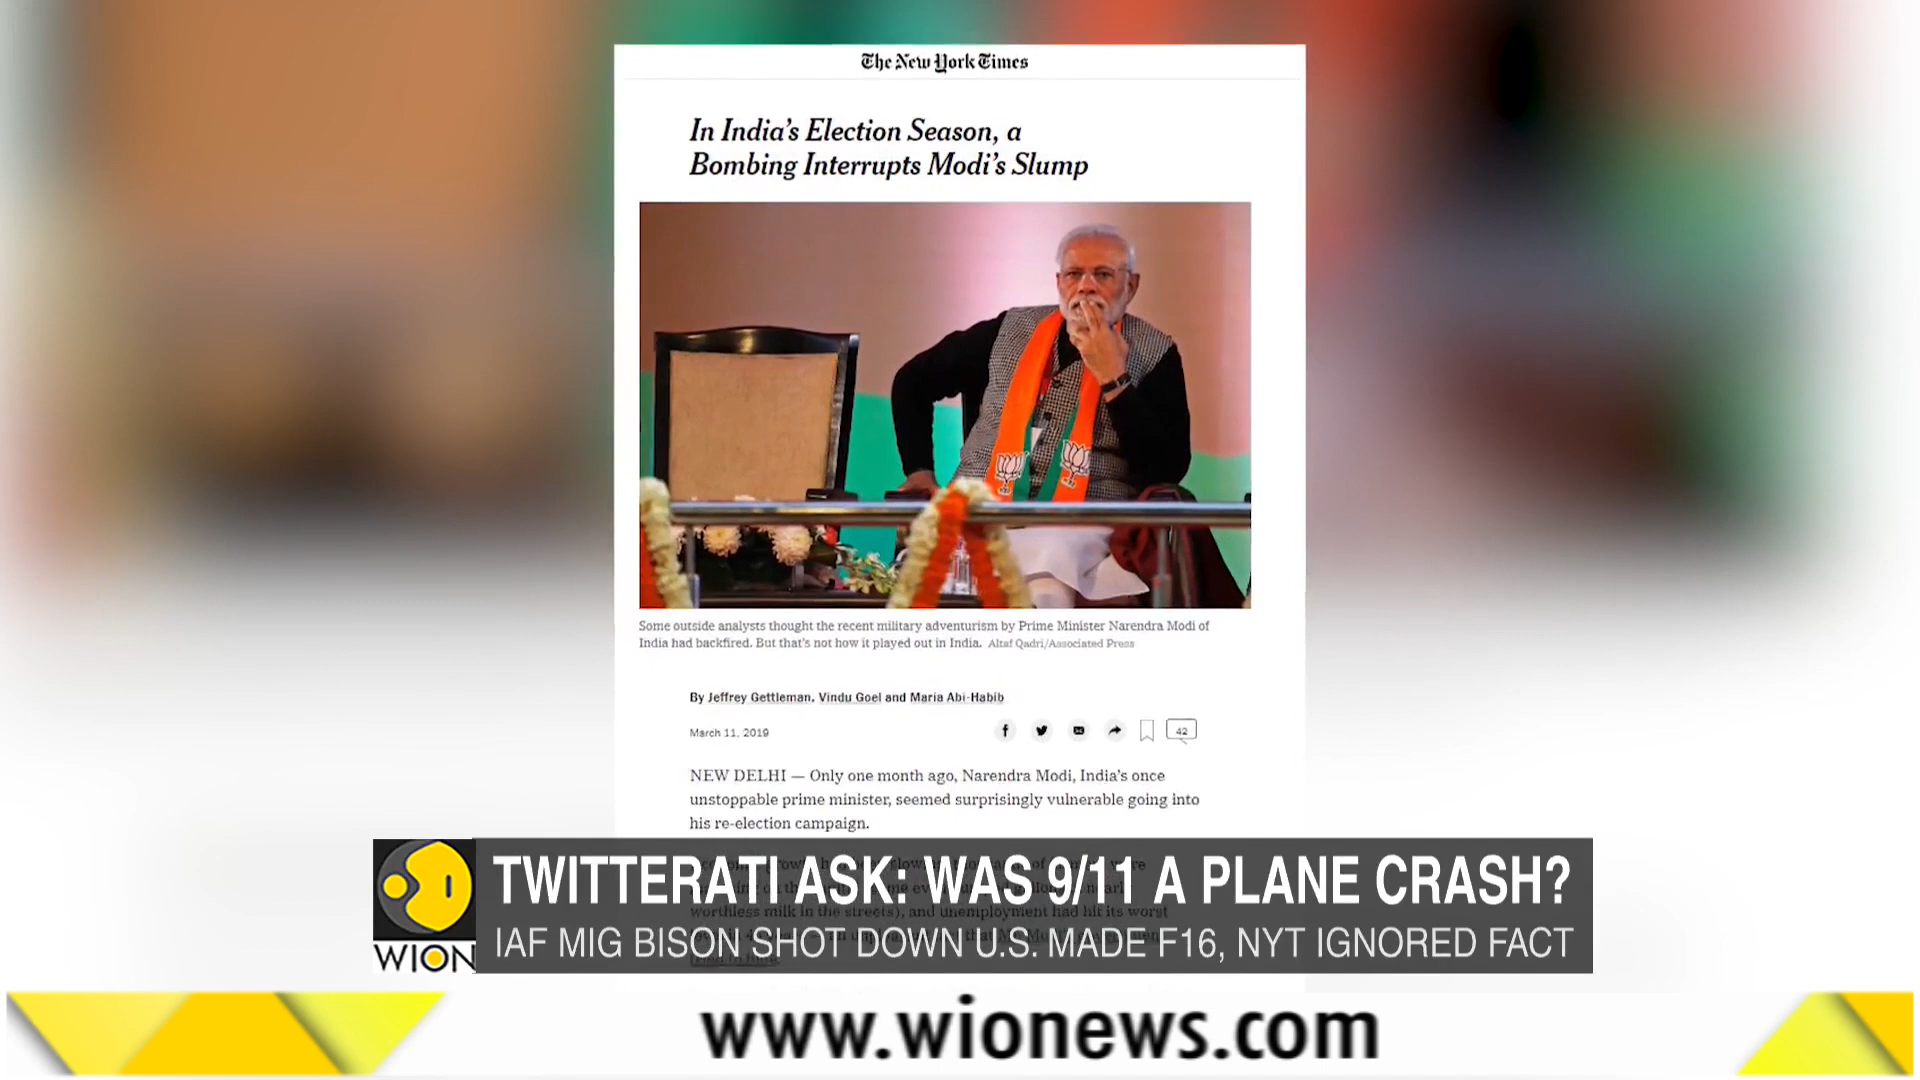 The New York Times
In India's Election Season, a
Bombing Interrupts Modi's Slump
Some outside analysts thought the recent military adventurism by Prime Minister Narendra Modi of
India had backfired. But that's not how it played out in India. Altaf Qadri/Associated Press
By Jeffrey Gettleman, Vindu Goel and Maria Abi-Habib
March 11, 2019
42
NEW DELHI — Only one month ago, Narendra Modi, India's once
unstoppable prime minister, seemed surprisingly vulnerable going into
his re-election campaign.
worthless milk in the streets), and unemployment had hit its worst
TWITTERATI ASK: WAS 9/11 A PLANE CRASH?
IAF MIG BISON SHOT DOWN U.S. MADE F16, NYT IGNORED FACT
WION
www.wionews.com